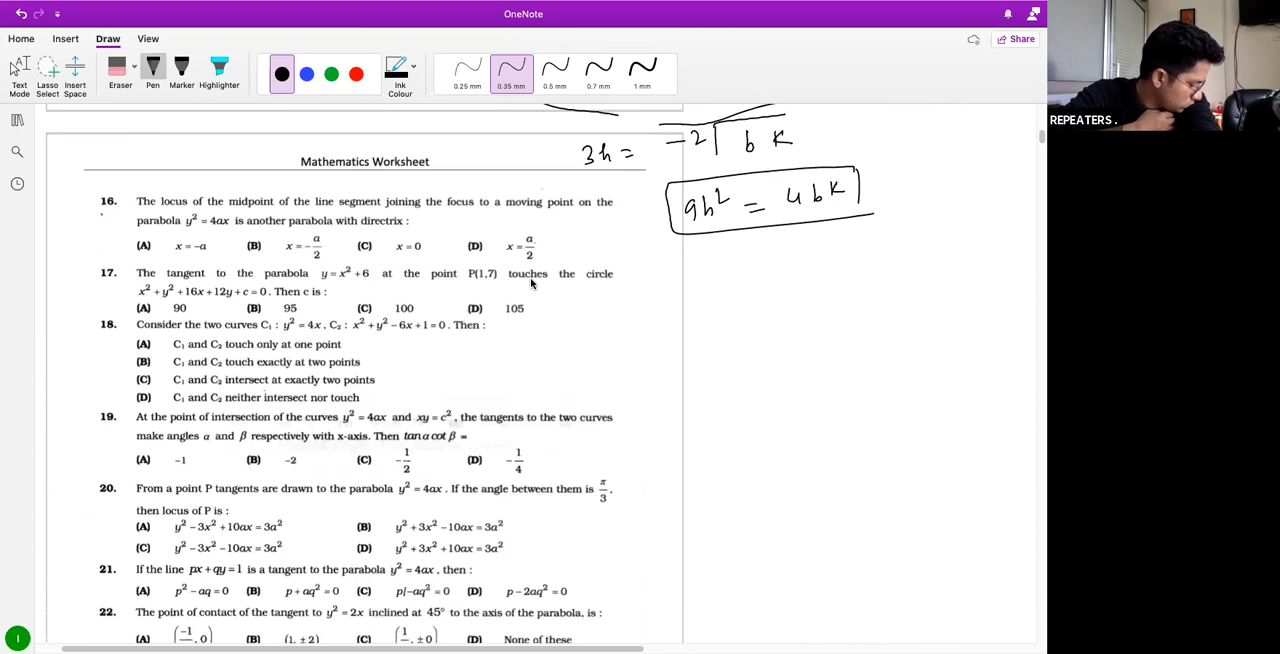 OneNote
Home Insert Draw View
Share
Text Mode
Lasso Select
Insert Space
Eraser
Pen
Marker
Highlighter
Ink Colour
0.25 mm
0.35 mm
0.5 mm
0.7 mm
1 mm
REPEATERS .
3h = -2 | b k
9h² = 4bk
Mathematics Worksheet
16. The locus of the midpoint of the line segment joining the focus to a moving point on the
parabola y² = 4ax is another parabola with directrix :
(A) x = -a (B) x = -a/2 (C) x = 0 (D) x = a/2
17. The tangent to the parabola y = x² + 6 at the point P(1,7) touches the circle
x² + y² + 16x + 12y + c = 0. Then c is :
(A) 90 (B) 95 (C) 100 (D) 105
18. Consider the two curves C₁ : y² = 4x, C₂ : x² + y² - 6x + 1 = 0. Then :
(A) C₁ and C₂ touch only at one point
(B) C₁ and C₂ touch exactly at two points
(C) C₁ and C₂ intersect at exactly two points
(D) C₁ and C₂ neither intersect nor touch
19. At the point of intersection of the curves y² = 4ax and xy = c², the tangents to the two curves
make angles α and β respectively with x-axis. Then tan α cot β =
(A) -1 (B) -2 (C) -1/2 (D) -1/4
20. From a point P tangents are drawn to the parabola y² = 4ax. If the angle between them is π/3,
then locus of P is :
(A) y² - 3x² + 10ax = 3a² (B) y² + 3x² - 10ax = 3a²
(C) y² - 3x² - 10ax = 3a² (D) y² + 3x² + 10ax = 3a²
21. If the line px + qy = 1 is a tangent to the parabola y² = 4ax, then :
(A) p² - aq = 0 (B) p + aq² = 0 (C) p[-aq² = 0 (D) p - 2aq² = 0
22. The point of contact of the tangent to y² = 2x inclined at 45° to the axis of the parabola, is :
(A) (B) (1, ±2) (C) (D) None of these
I